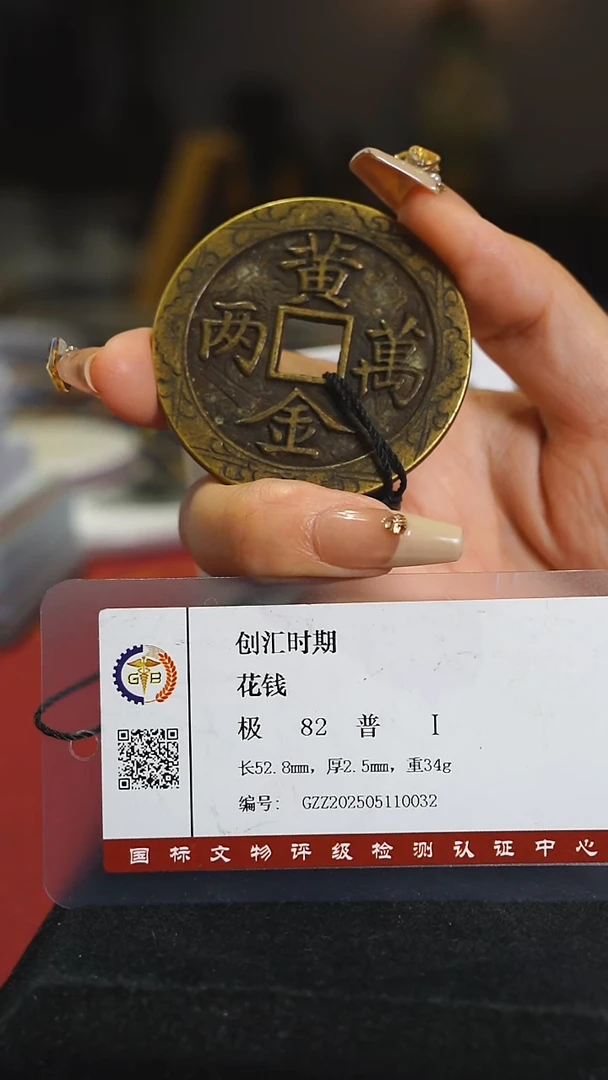 黄金萬两
创汇时期
花钱
极 82 普 I
长52.8mm，厚2.5mm，重34g
编号： GZZ202505110032
GB
国标文物评级检测认证中心